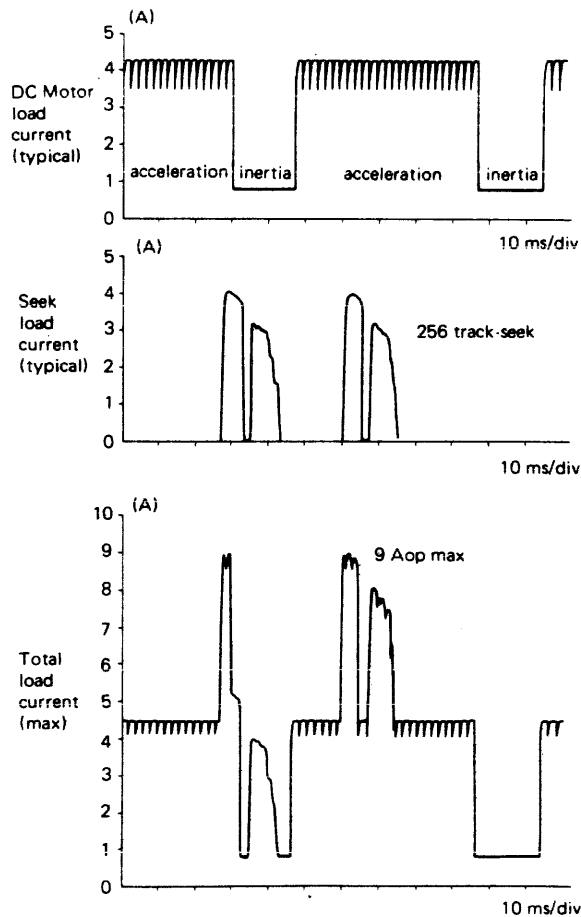 (A)
5
4
3
2
1
0
DC Motor
load
current
(typical)
acceleration
inertia
acceleration
inertia
10 ms/div
(A)
5
4
3
2
1
0
Seek
load
current
(typical)
256 track-seek
10 ms/div
(A)
10
9
8
7
6
5
4
3
2
1
0
Total
load
current
(max)
9 Aop max
10 ms/div